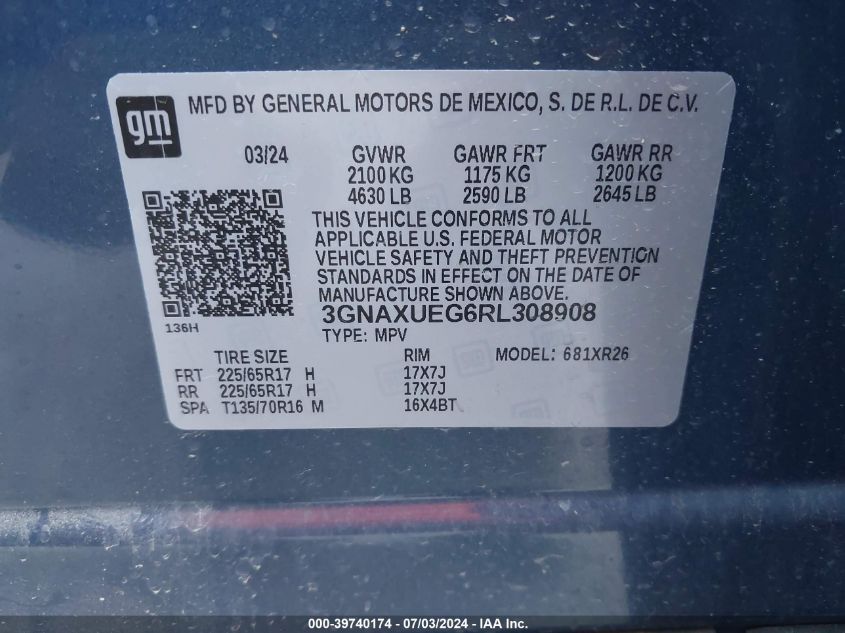 gm
MFD BY GENERAL MOTORS DE MEXICO, S. DE R.L. DE C.V.
03/24 GVWR GAWR FRT GAWR RR
2100 KG 1175 KG 1200 KG
4630 LB 2590 LB 2645 LB
THIS VEHICLE CONFORMS TO ALL
APPLICABLE U.S. FEDERAL MOTOR
VEHICLE SAFETY AND THEFT PREVENTION
STANDARDS IN EFFECT ON THE DATE OF
MANUFACTURE SHOWN ABOVE.
3GNAXUEG6RL308908
136H
TYPE: MPV
TIRE SIZE RIM MODEL: 681XR26
FRT 225/65R17 H 17X7J
RR 225/65R17 H 17X7J
SPA T135/70R16 M 16X4BT
000-39740174 - 07/03/2024 - IAA Inc.